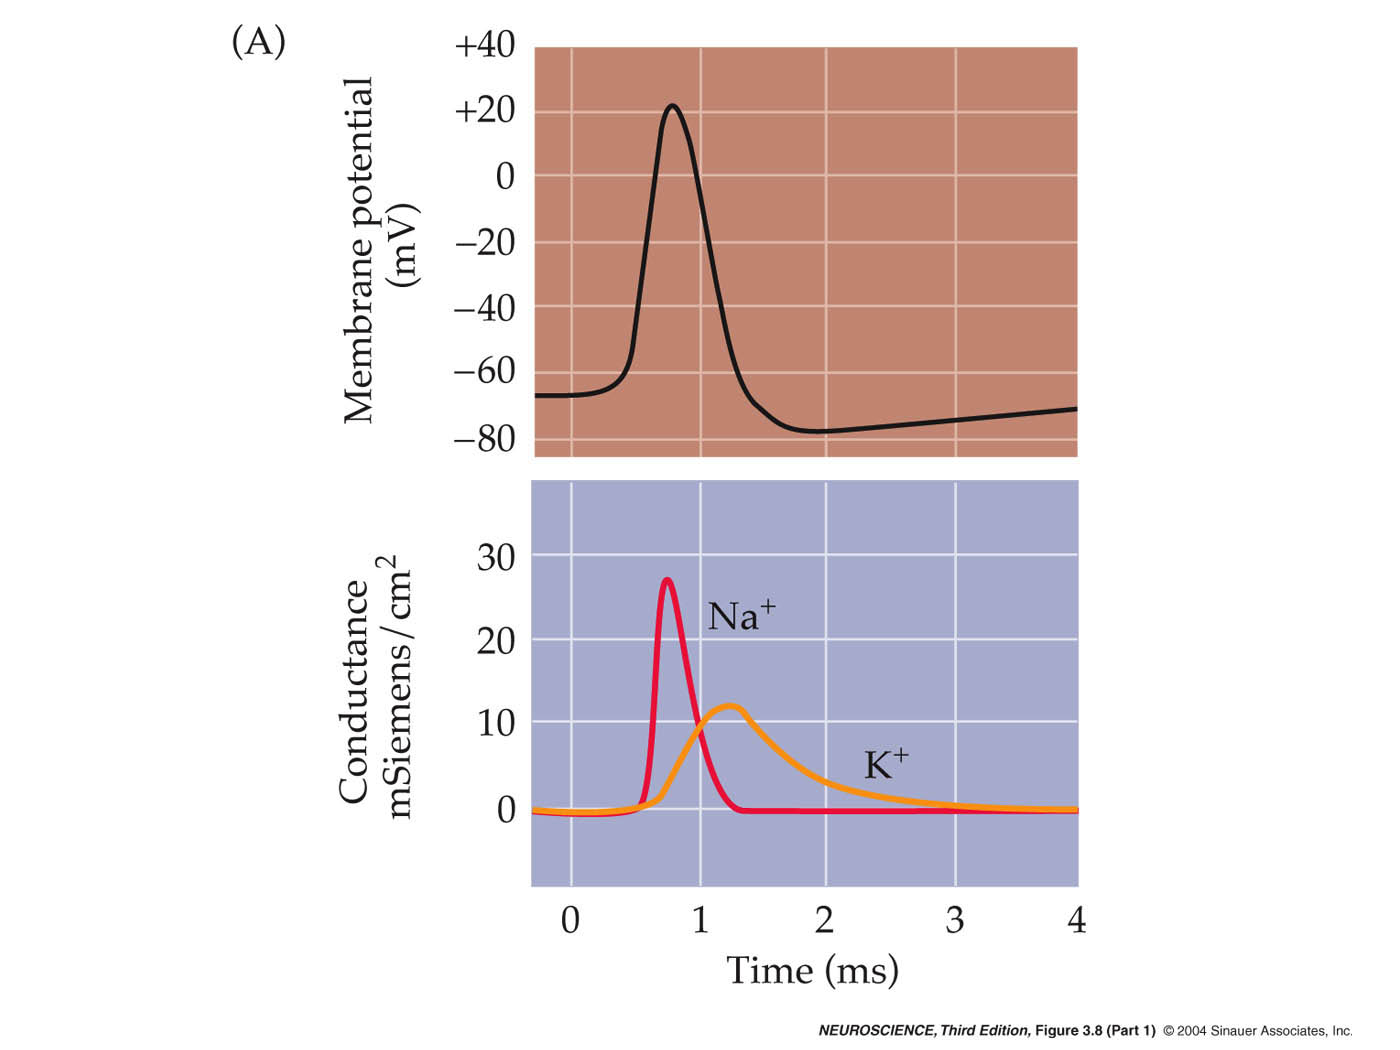 (A)
Membrane potential
(mV)
+40
+20
0
−20
−40
−60
−80
Conductance
mSiemens/cm²
30
20
10
0
Na⁺
K⁺
0 1 2 3 4
Time (ms)
NEUROSCIENCE, Third Edition, Figure 3.8 (Part 1) © 2004 Sinauer Associates, Inc.